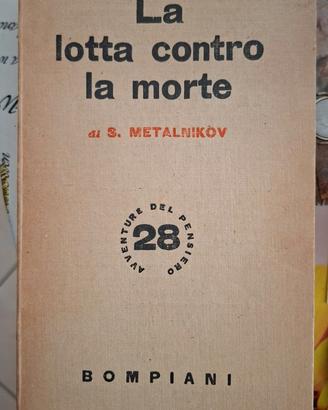 La
lotta contro
la morte
di S. METALNIKOV
AVVENTURE DEL PENSIERO
28
BOMPIANI